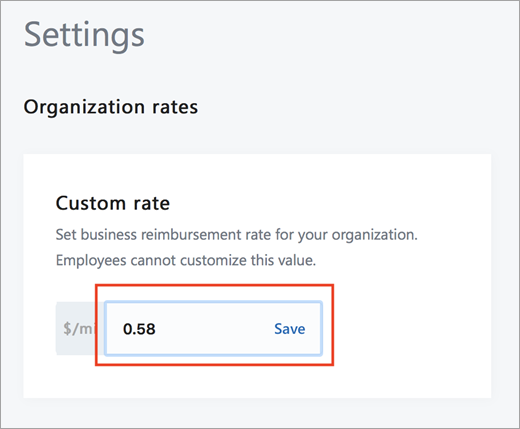 Settings
Organization rates
Custom rate
Set business reimbursement rate for your organization.
Employees cannot customize this value.
$/mi 0.58 Save